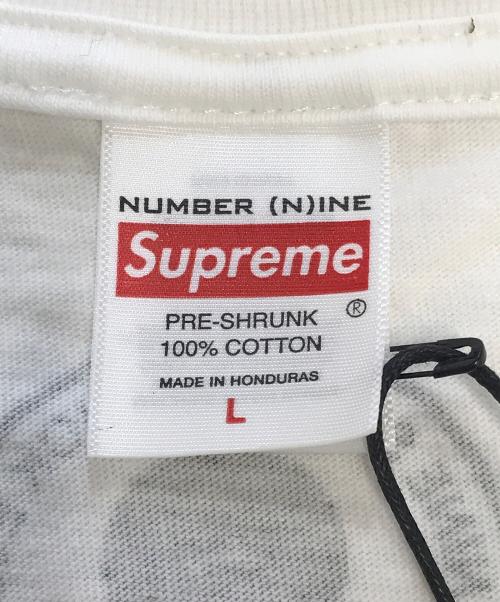 NUMBER (N)INE
Supreme
®
PRE-SHRUNK
100% COTTON
MADE IN HONDURAS
L